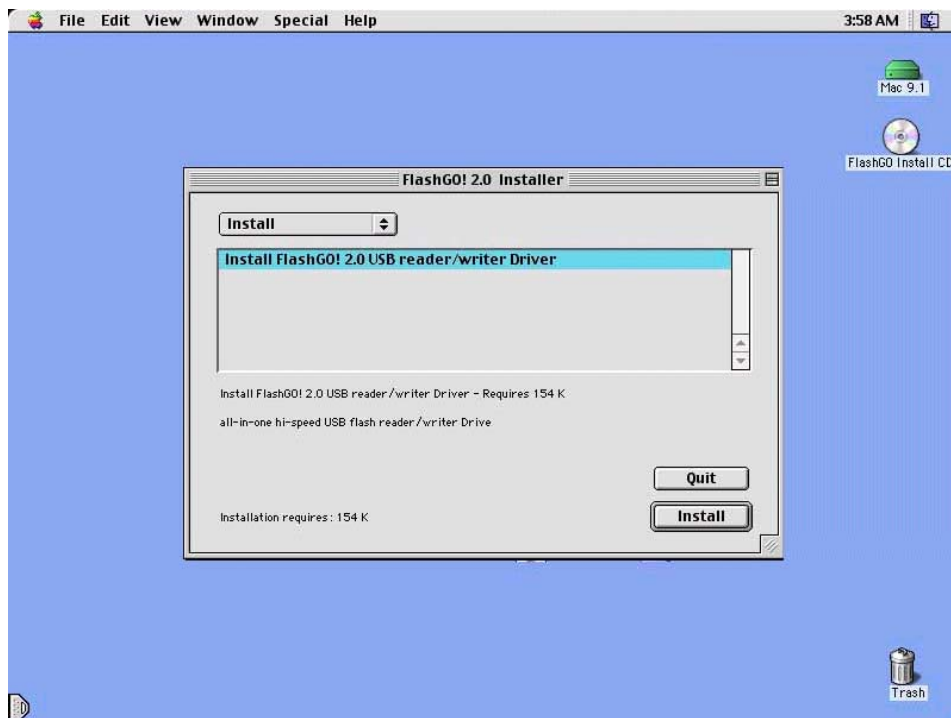 File Edit View Window Special Help 3:58 AM
Mac 9.1
FlashGO Install CD
FlashGO! 2.0 Installer
Install
Install FlashGO! 2.0 USB reader/writer Driver
Install FlashGO! 2.0 USB reader/writer Driver - Requires 154 K
all-in-one hi-speed USB flash reader/writer Drive
Quit
Installation requires: 154 K
Install
Trash